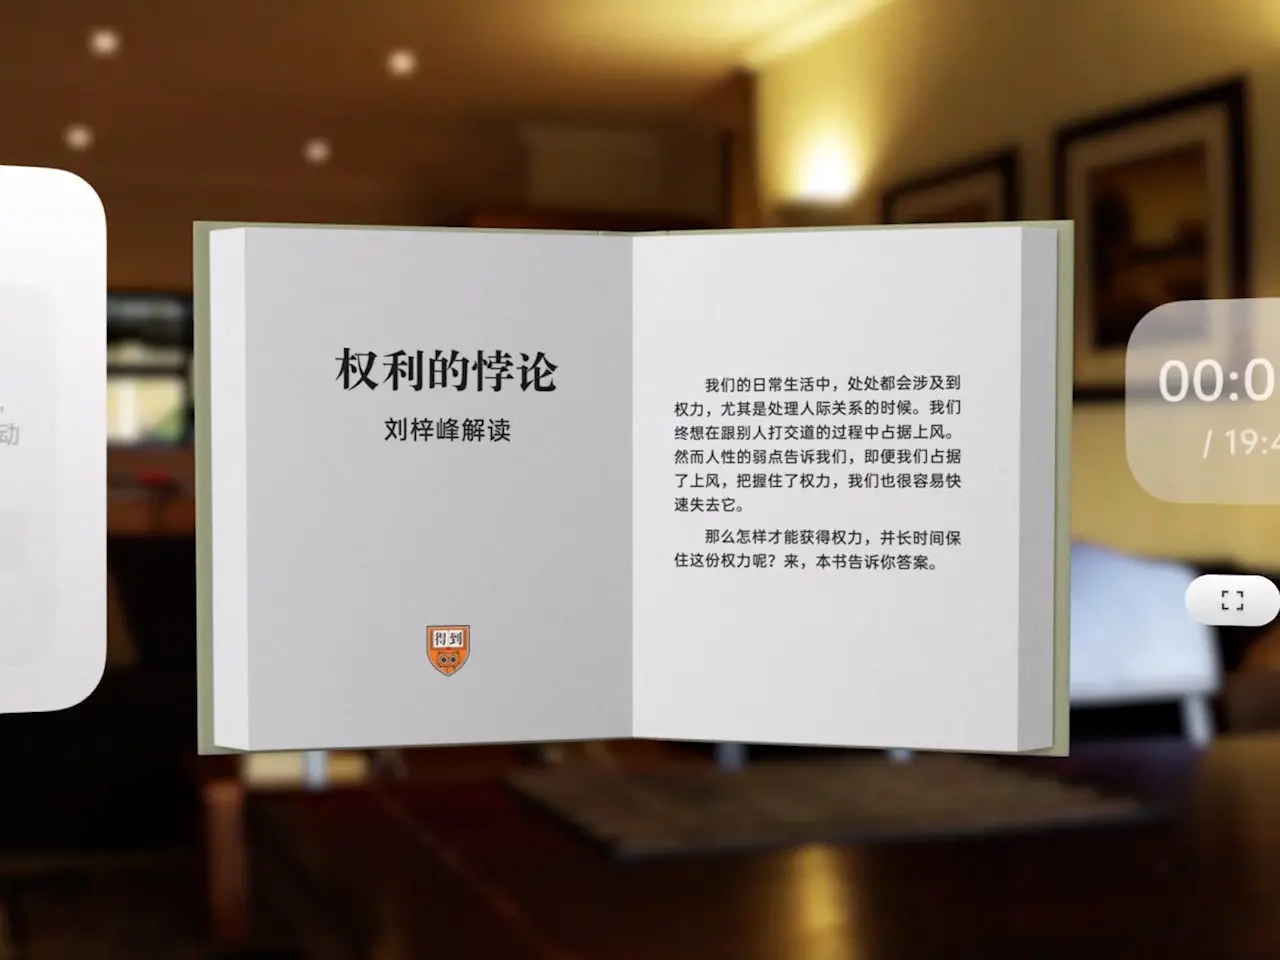 动
权利的悖论
刘梓峰解读
得到
我们的日常生活中，处处都会涉及到
权力，尤其是处理人际关系的时候。我们
终想在跟别人打交道的过程中占据上风。
然而人性的弱点告诉我们，即便我们占据
了上风，把握住了权力，我们也很容易快
速失去它。
那么怎样才能获得权力，并长时间保
住这份权力呢？来，本书告诉你答案。
00:0
/ 19:4